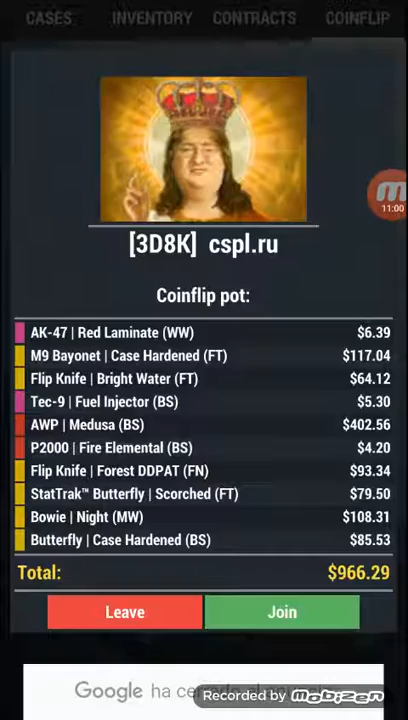 CASES INVENTORY CONTRACTS COINFLIP
11:00
[3D8K] cspl.ru
Coinflip pot:
AK-47 | Red Laminate (WW) $6.39
M9 Bayonet | Case Hardened (FT) $117.04
Flip Knife | Bright Water (FT) $64.12
Tec-9 | Fuel Injector (BS) $5.30
AWP | Medusa (BS) $402.56
P2000 | Fire Elemental (BS) $4.20
Flip Knife | Forest DDPAT (FN) $93.34
StatTrak™ Butterfly | Scorched (FT) $79.50
Bowie | Night (MW) $108.31
Butterfly | Case Hardened (BS) $85.53
Total: $966.29
Leave Join
Google ha
Recorded by mobizen